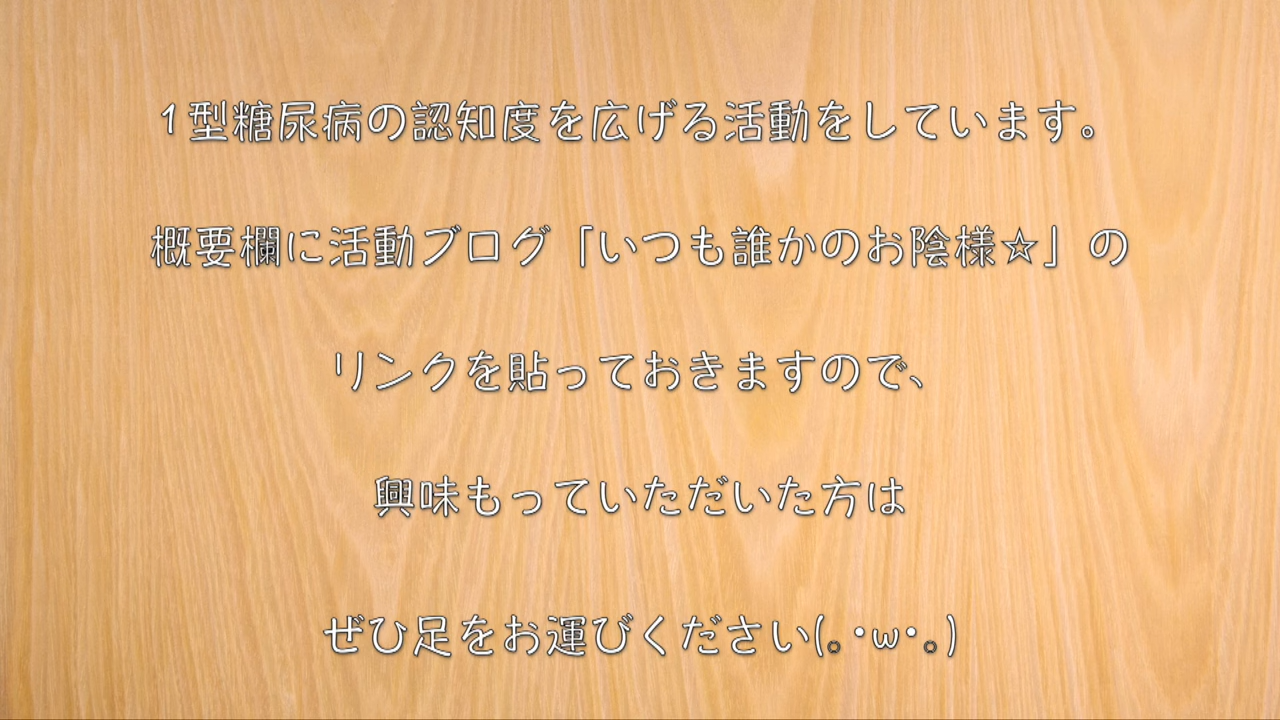 1型糖尿病の認知度を広げる活動をしています。
概要欄に活動ブログ「いつも誰かのお陰様☆」の
リンクを貼っておきますので、
興味もっていただいた方は
ぜひ足をお運びください(。･ω･。)